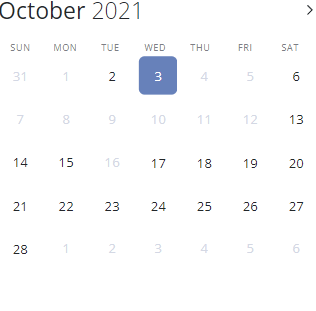 October 2021
SUN MON TUE WED THU FRI SAT
31 1 2 3 4 5 6
7 8 9 10 11 12 13
14 15 16 17 18 19 20
21 22 23 24 25 26 27
28 1 2 3 4 5 6